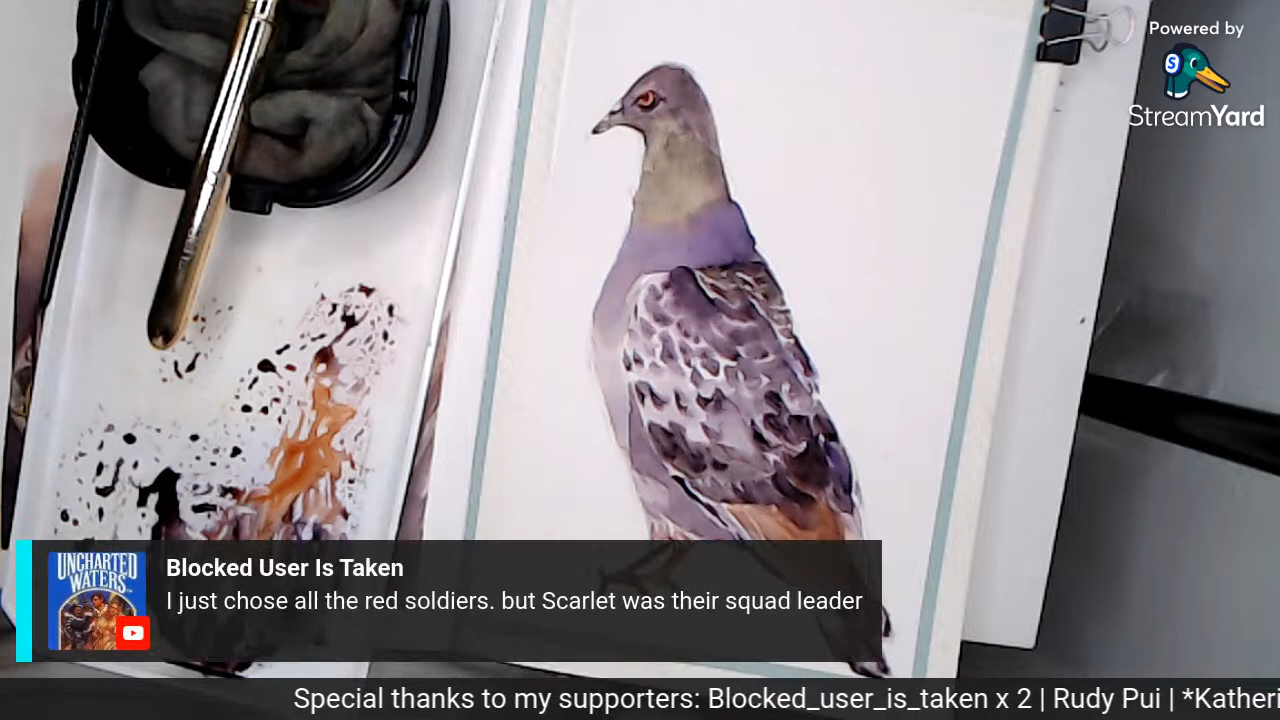 Powered by
StreamYard
UNCHARTED
WATERS
Blocked User Is Taken
I just chose all the red soldiers. but Scarlet was their squad leader
Special thanks to my supporters: Blocked_user_is_taken x 2 | Rudy Pui | *Katheri